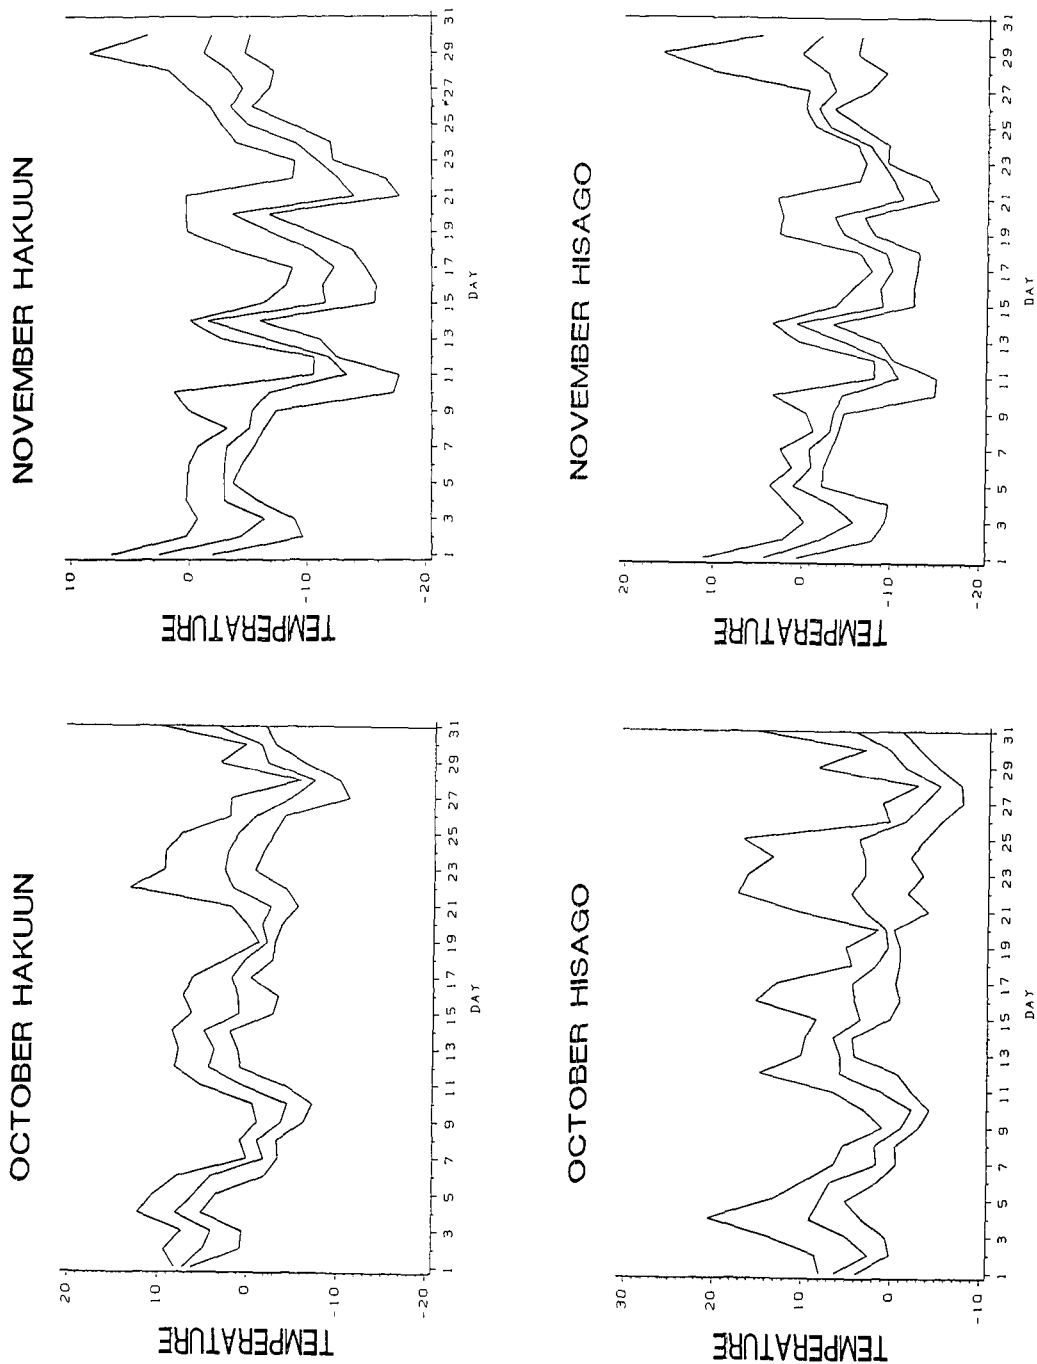 OCTOBER HAKUUN
TEMPERATURE
20
10
0
-10
1 3 5 7 9 11 13 15 17 19 21 23 25 27 29 31
DAY
NOVEMBER HAKUUN
TEMPERATURE
10
0
-10
-20
1 3 5 7 9 11 13 15 17 19 21 23 25 27 29 31
DAY
OCTOBER HISAGO
TEMPERATURE
30
20
10
0
-10
1 3 5 7 9 11 13 15 17 19 21 23 25 27 29 31
DAY
NOVEMBER HISAGO
TEMPERATURE
20
10
0
-10
-20
1 3 5 7 9 11 13 15 17 19 21 23 25 27 29 31
DAY